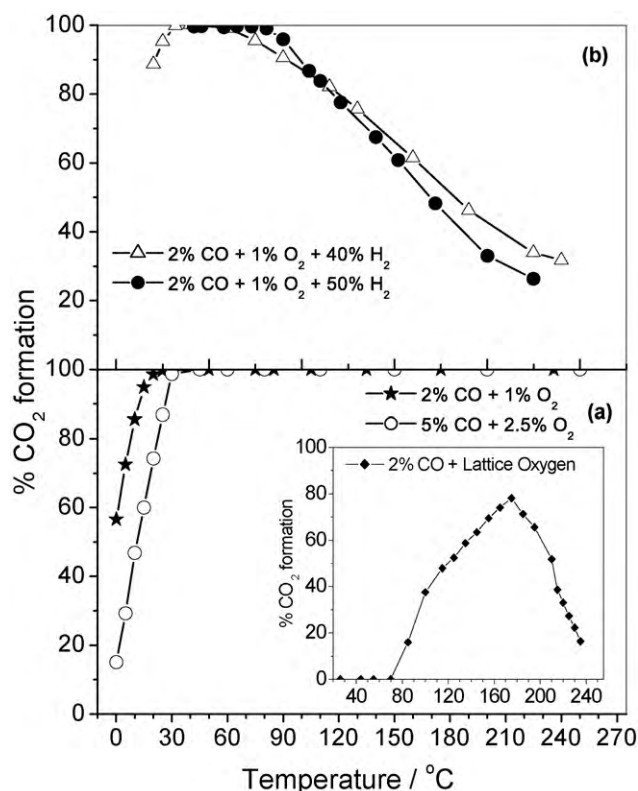 100
80
60
40
20
(b)
2% CO + 1% O₂ + 40% H₂
2% CO + 1% O₂ + 50% H₂
% CO₂ formation
100
80
60
40
20
0
(a)
2% CO + 1% O₂
5% CO + 2.5% O₂
100
80
60
40
20
0
2% CO + Lattice Oxygen
% CO₂ formation
40 80 120 160 200 240
0 30 60 90 120 150 180 210 240 270
Temperature / °C